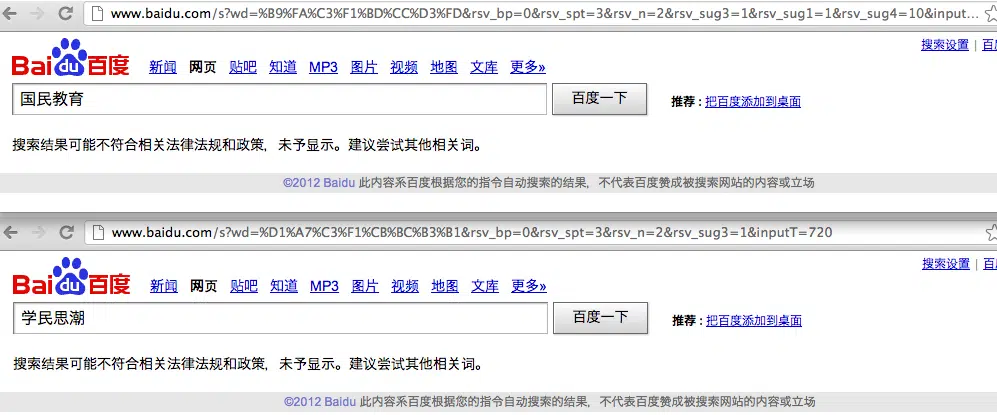 www.baidu.com/s?wd=%B9%FA%C3%F1%BD%CC%D3%FD&rsv_bp=0&rsv_spt=3&rsv_n=2&rsv_sug3=1&rsv_sug1=1&rsv_sug4=10&input...
搜索设置 | 百
Bai du 百度 新闻 网页 贴吧 知道 MP3 图片 视频 地图 文库 更多»
国民教育 百度一下 推荐 : 把百度添加到桌面
搜索结果可能不符合相关法律法规和政策，未予显示。建议尝试其他相关词。
©2012 Baidu 此内容系百度根据您的指令自动搜索的结果，不代表百度赞成被搜索网站的内容或立场
www.baidu.com/s?wd=%D1%A7%C3%F1%CB%BC%B3%B1&rsv_bp=0&rsv_spt=3&rsv_n=2&rsv_sug3=1&inputT=720
搜索设置 | 百
Bai du 百度 新闻 网页 贴吧 知道 MP3 图片 视频 地图 文库 更多»
学民思潮 百度一下 推荐 : 把百度添加到桌面
搜索结果可能不符合相关法律法规和政策，未予显示。建议尝试其他相关词。
©2012 Baidu 此内容系百度根据您的指令自动搜索的结果，不代表百度赞成被搜索网站的内容或立场